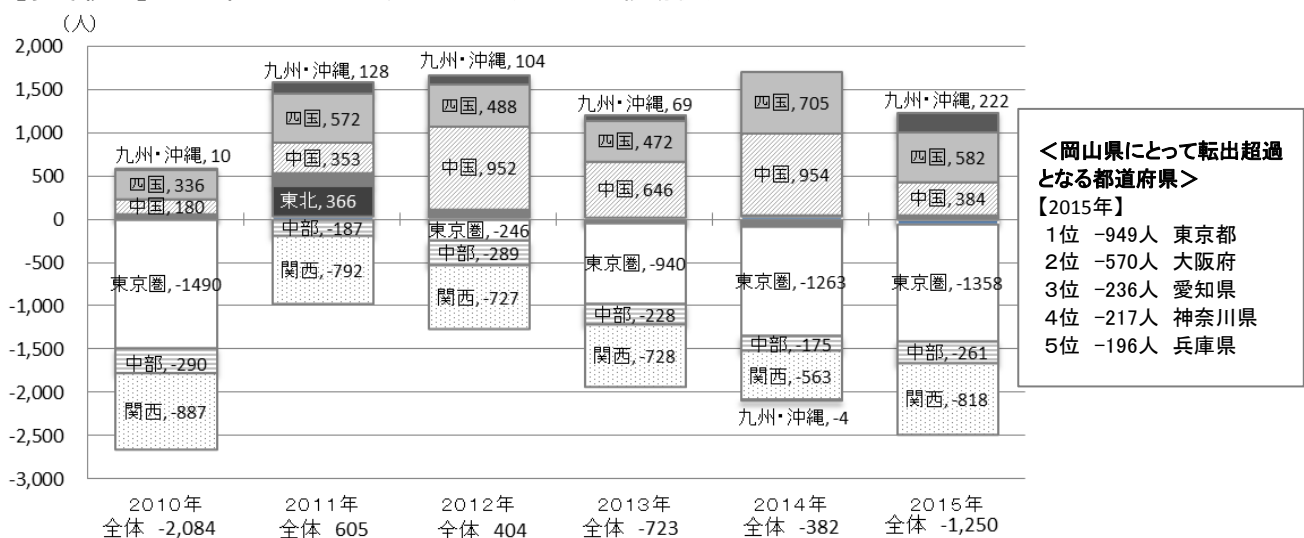 (人)
2,000
1,500
1,000
500
0
-500
-1,000
-1,500
-2,000
-2,500
-3,000
九州・沖縄, 10
四国, 336
中国, 180
東京圏, -1490
中部, -290
関西, -887
2010年
全体 -2,084
九州・沖縄, 128
四国, 572
中国, 353
東北, 366
中部, -187
関西, -792
2011年
全体 605
九州・沖縄, 104
四国, 488
中国, 952
東京圏, -246
中部, -289
関西, -727
2012年
全体 404
九州・沖縄, 69
四国, 472
中国, 646
東京圏, -940
中部, -228
関西, -728
2013年
全体 -723
四国, 705
中国, 954
東京圏, -1263
中部, -175
関西, -563
九州・沖縄, -4
2014年
全体 -382
九州・沖縄, 222
四国, 582
中国, 384
東京圏, -1358
中部, -261
関西, -818
2015年
全体 -1,250
＜岡山県にとって転出超過
となる都道府県＞
【2015年】
1位 -949人 東京都
2位 -570人 大阪府
3位 -236人 愛知県
4位 -217人 神奈川県
5位 -196人 兵庫県